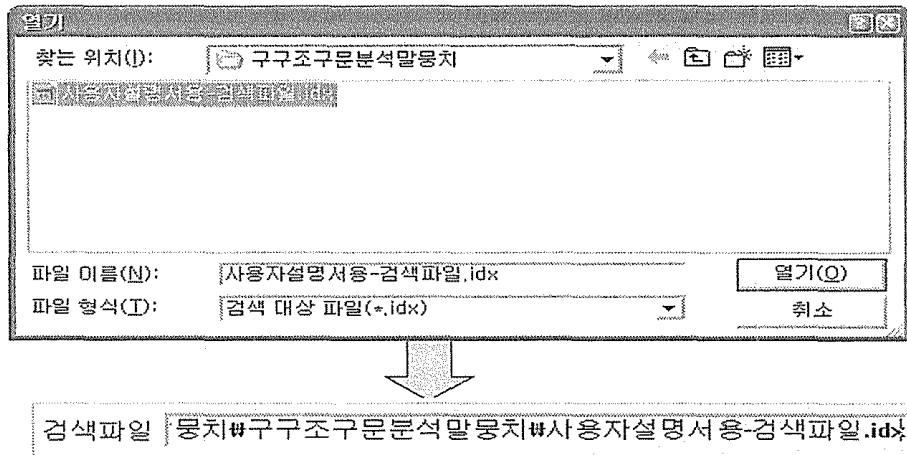 열기
찾는 위치(I):
구구조구문분석말뭉치
사용자설명서용-검색파일.idx
파일 이름(N):
사용자설명서용-검색파일.idx
열기(O)
파일 형식(T):
검색 대상 파일(*.idx)
취소
검색파일
뭉치₩구구조구문분석말뭉치₩사용자설명서용-검색파일.idx